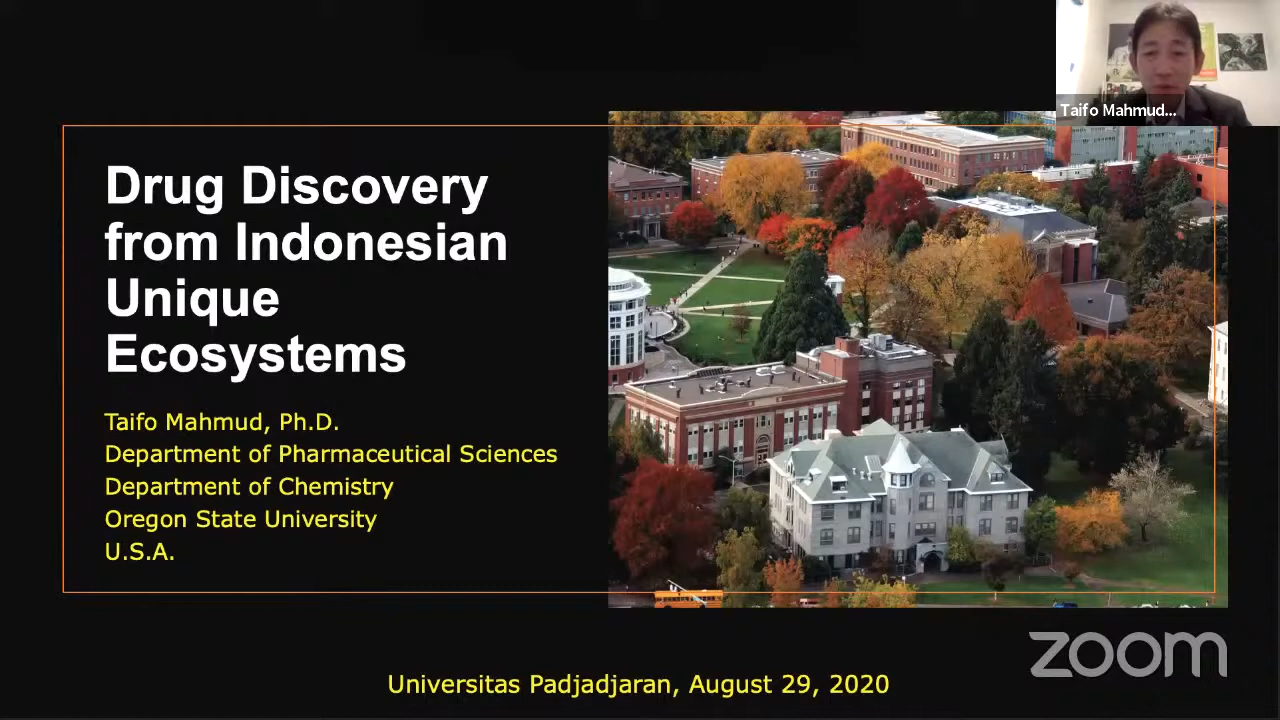 Taifo Mahmud...
Drug Discovery
from Indonesian
Unique
Ecosystems
Taifo Mahmud, Ph.D.
Department of Pharmaceutical Sciences
Department of Chemistry
Oregon State University
U.S.A.
zoom
Universitas Padjadjaran, August 29, 2020